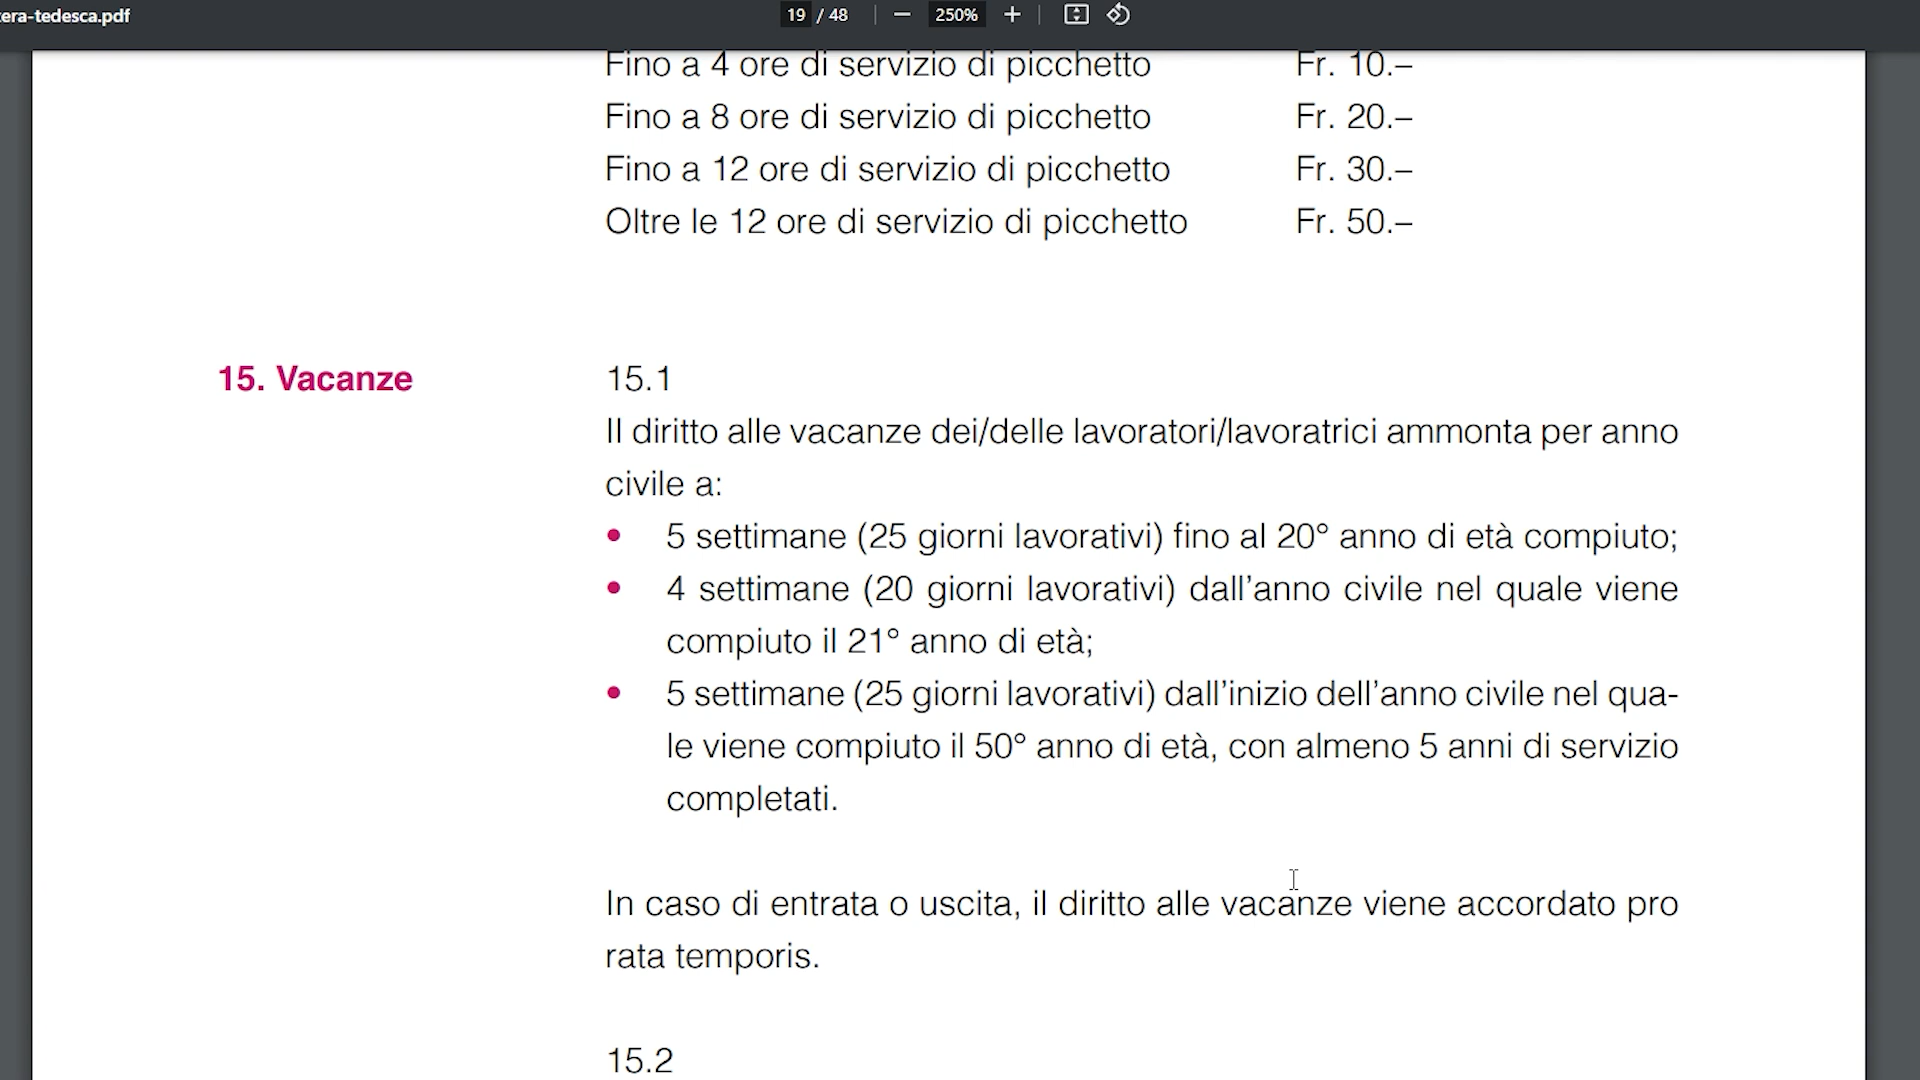 era-tedesca.pdf
19 / 48
250%
Fino a 4 ore di servizio di picchetto Fr. 10.–
Fino a 8 ore di servizio di picchetto Fr. 20.–
Fino a 12 ore di servizio di picchetto Fr. 30.–
Oltre le 12 ore di servizio di picchetto Fr. 50.–
15. Vacanze
15.1
Il diritto alle vacanze dei/delle lavoratori/lavoratrici ammonta per anno
civile a:
• 5 settimane (25 giorni lavorativi) fino al 20° anno di età compiuto;
• 4 settimane (20 giorni lavorativi) dall’anno civile nel quale viene
compiuto il 21° anno di età;
• 5 settimane (25 giorni lavorativi) dall’inizio dell’anno civile nel qua-
le viene compiuto il 50° anno di età, con almeno 5 anni di servizio
completati.
In caso di entrata o uscita, il diritto alle vacanze viene accordato pro
rata temporis.
15.2